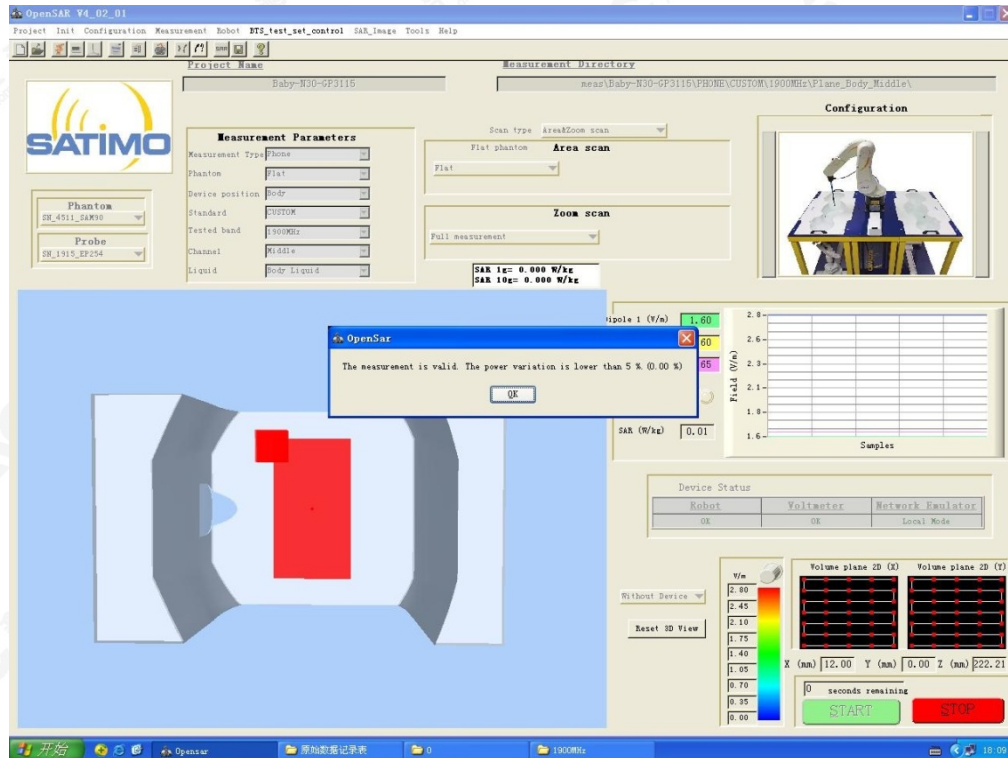 OpenSAR V4_02_01
Project Init Configuration Measurement Robot BTS_test_set_control SAR_Image Tools Help
Project Name
Measurement Directory
Baby-N30-GP3115
meas\Baby-N30-GP3115\PHONE\CUSTOM\1900MHz\Plane_Body_Middle\
Configuration
SATIMO
Measurement Parameters
Measurement Type Phone
Phantom Flat
Device position Body
Standard CUSTOM
Tested band 1900MHz
Channel Middle
Liquid Body Liquid
Scan type Area&Zoom scan
Flat phantom Area scan
Flat
Zoom scan
Full measurement
Phantom
SN_4511_SAM90
Probe
SN_1915_EP254
SAR 1g= 0.000 W/kg
SAR 10g= 0.000 W/kg
ipole 1 (V/m) 1.60
60
65
SAR (W/kg) 0.01
OpenSar
The measurement is valid. The power variation is lower than 5 % (0.00 %)
OK
Field (V/m)
2.8
2.6
2.3
2.1
1.8
1.6
Samples
Device Status
Robot Voltmeter Network Emulator
OK OK Local Mode
Without Device
Reset 3D View
V/m
2.80
2.45
2.10
1.75
1.40
1.05
0.70
0.35
0.00
Volume plane 2D (X) Volume plane 2D (Y)
X (mm) 12.00 Y (mm) 0.00 Z (mm) 222.21
0 seconds remaining
START STOP
开始 Opensar 原始数据记录表 0 1900MHz 18:09